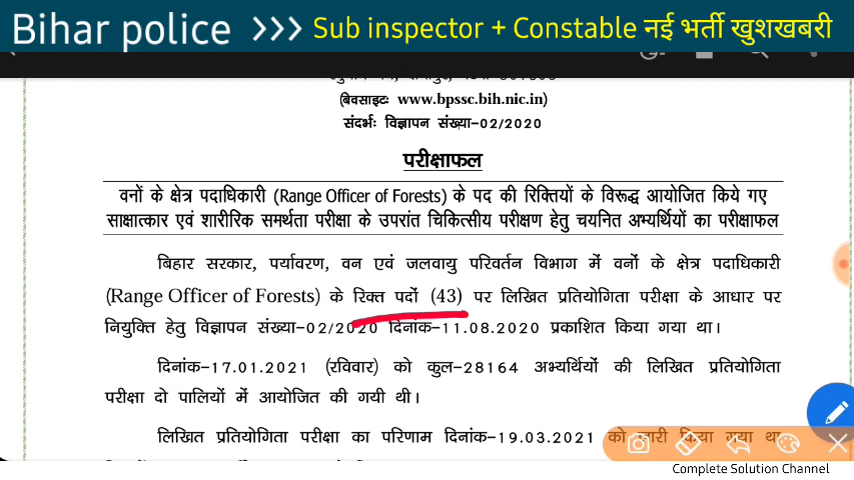 Bihar police >>> Sub inspector + Constable नई भर्ती खुशखबरी
(बेवसाइटः www.bpssc.bih.nic.in)
संदर्भः विज्ञापन संख्या-02/2020
परीक्षाफल
वनों के क्षेत्र पदाधिकारी (Range Officer of Forests) के पद की रिक्तियों के विरूद्ध आयोजित किये गए
साक्षात्कार एवं शारीरिक समर्थता परीक्षा के उपरांत चिकित्सीय परीक्षण हेतु चयनित अभ्यर्थियों का परीक्षाफल
बिहार सरकार, पर्यावरण, वन एवं जलवायु परिवर्तन विभाग में वनों के क्षेत्र पदाधिकारी
(Range Officer of Forests) के रिक्त पदों (43) पर लिखित प्रतियोगिता परीक्षा के आधार पर
नियुक्ति हेतु विज्ञापन संख्या-02/2020 दिनांक-11.08.2020 प्रकाशित किया गया था।
दिनांक-17.01.2021 (रविवार) को कुल-28164 अभ्यर्थियों की लिखित प्रतियोगिता
परीक्षा दो पालियों में आयोजित की गयी थी।
लिखित प्रतियोगिता परीक्षा का परिणाम दिनांक-19.03.2021 को जारी किया गया था
Complete Solution Channel